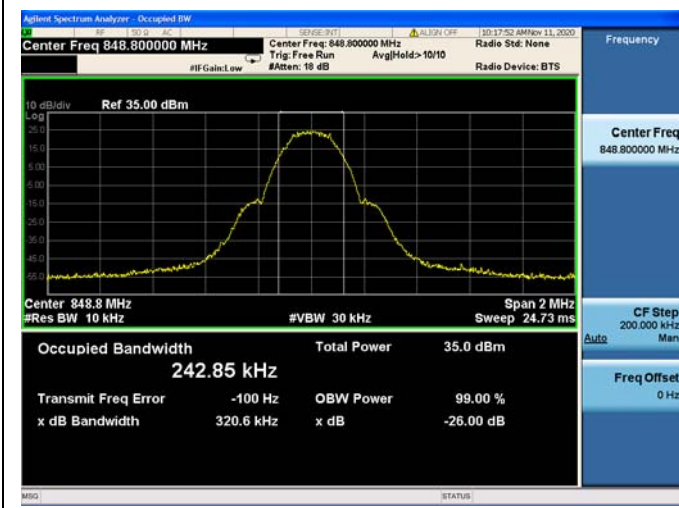 Agilent Spectrum Analyzer - Occupied BW
RF 50 Ω AC SENSE:INT ALIGN OFF 10:17:52 AM Nov 11, 2020
Center Freq 848.800000 MHz Center Freq: 848.800000 MHz Radio Std: None Frequency
Trig: Free Run Avg|Hold:>10/10
#IFGain:Low #Atten: 18 dB Radio Device: BTS
10 dB/div Ref 35.00 dBm
Log
25.0
15.0
5.00
-5.00
-15.0
-25.0
-35.0
-45.0
-55.0
Center Freq
848.800000 MHz
Center 848.8 MHz Span 2 MHz
#Res BW 10 kHz #VBW 30 kHz Sweep 24.73 ms
CF Step
200.000 kHz
Auto Man
Occupied Bandwidth Total Power 35.0 dBm
242.85 kHz
Freq Offset
0 Hz
Transmit Freq Error -100 Hz OBW Power 99.00 %
x dB Bandwidth 320.6 kHz x dB -26.00 dB
MSG STATUS